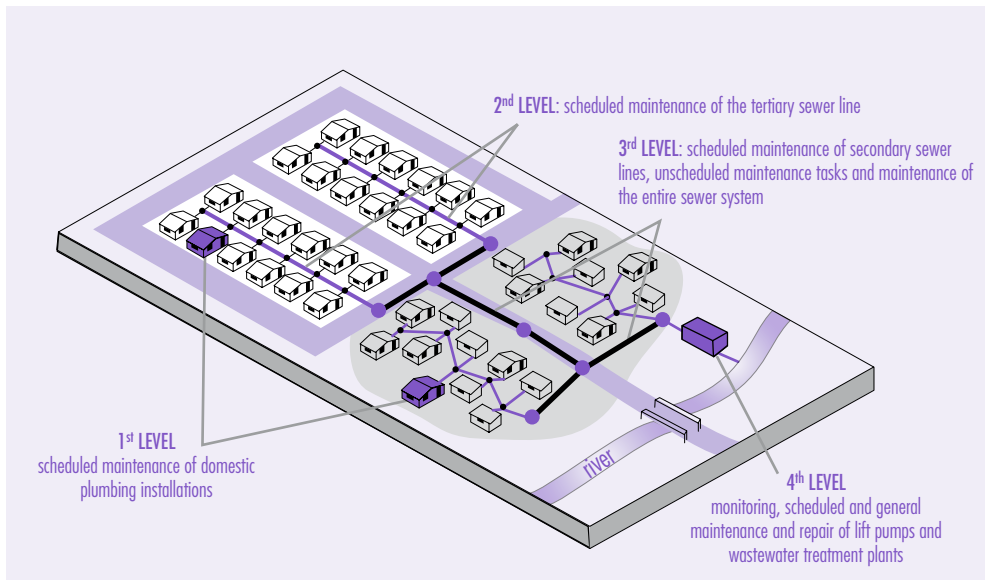 2nd LEVEL: scheduled maintenance of the tertiary sewer line
3rd LEVEL: scheduled maintenance of secondary sewer
lines, unscheduled maintenance tasks and maintenance of
the entire sewer system
1st LEVEL
scheduled maintenance of domestic
plumbing installations
river
4th LEVEL
monitoring, scheduled and general
maintenance and repair of lift pumps and
wastewater treatment plants